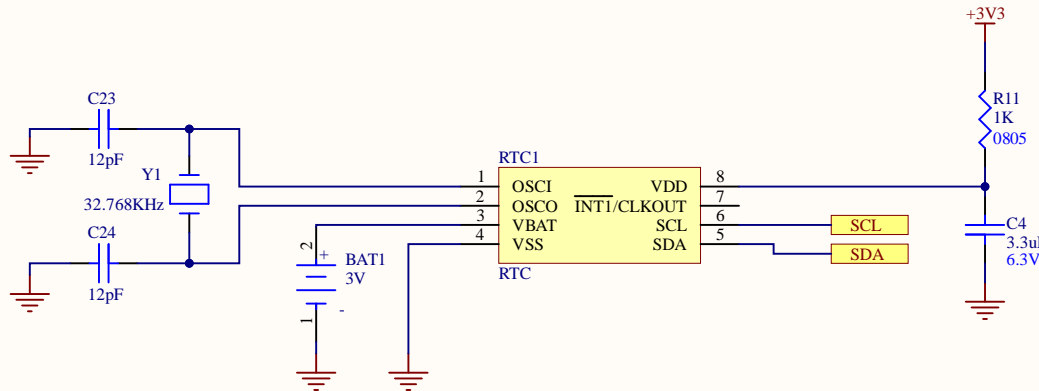 +3V3
C23
12pF
Y1
32.768KHz
C24
12pF
RTC1
1
OSCI
2
OSCO
3
VBAT
4
VSS
VDD
8
INT1/CLKOUT
7
SCL
6
SDA
5
RTC
SCL
SDA
2
+
BAT1
3V
-
1
R11
1K
0805
C4
3.3u
6.3V